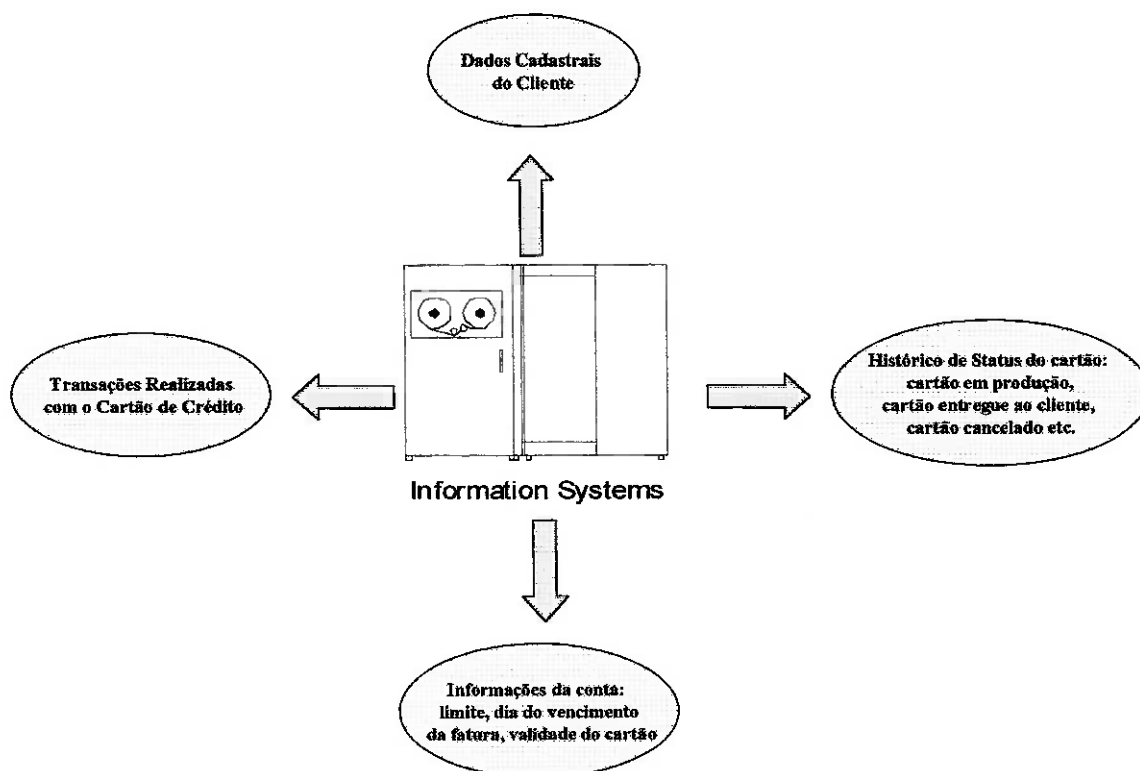 Dados Cadastrais
do Cliente
Transações Realizadas
com o Cartão de Crédito
Histórico de Status do cartão:
cartão em produção,
cartão entregue ao cliente,
cartão cancelado etc.
Information Systems
Informações da conta:
limite, dia do vencimento
da fatura, validade do cartão